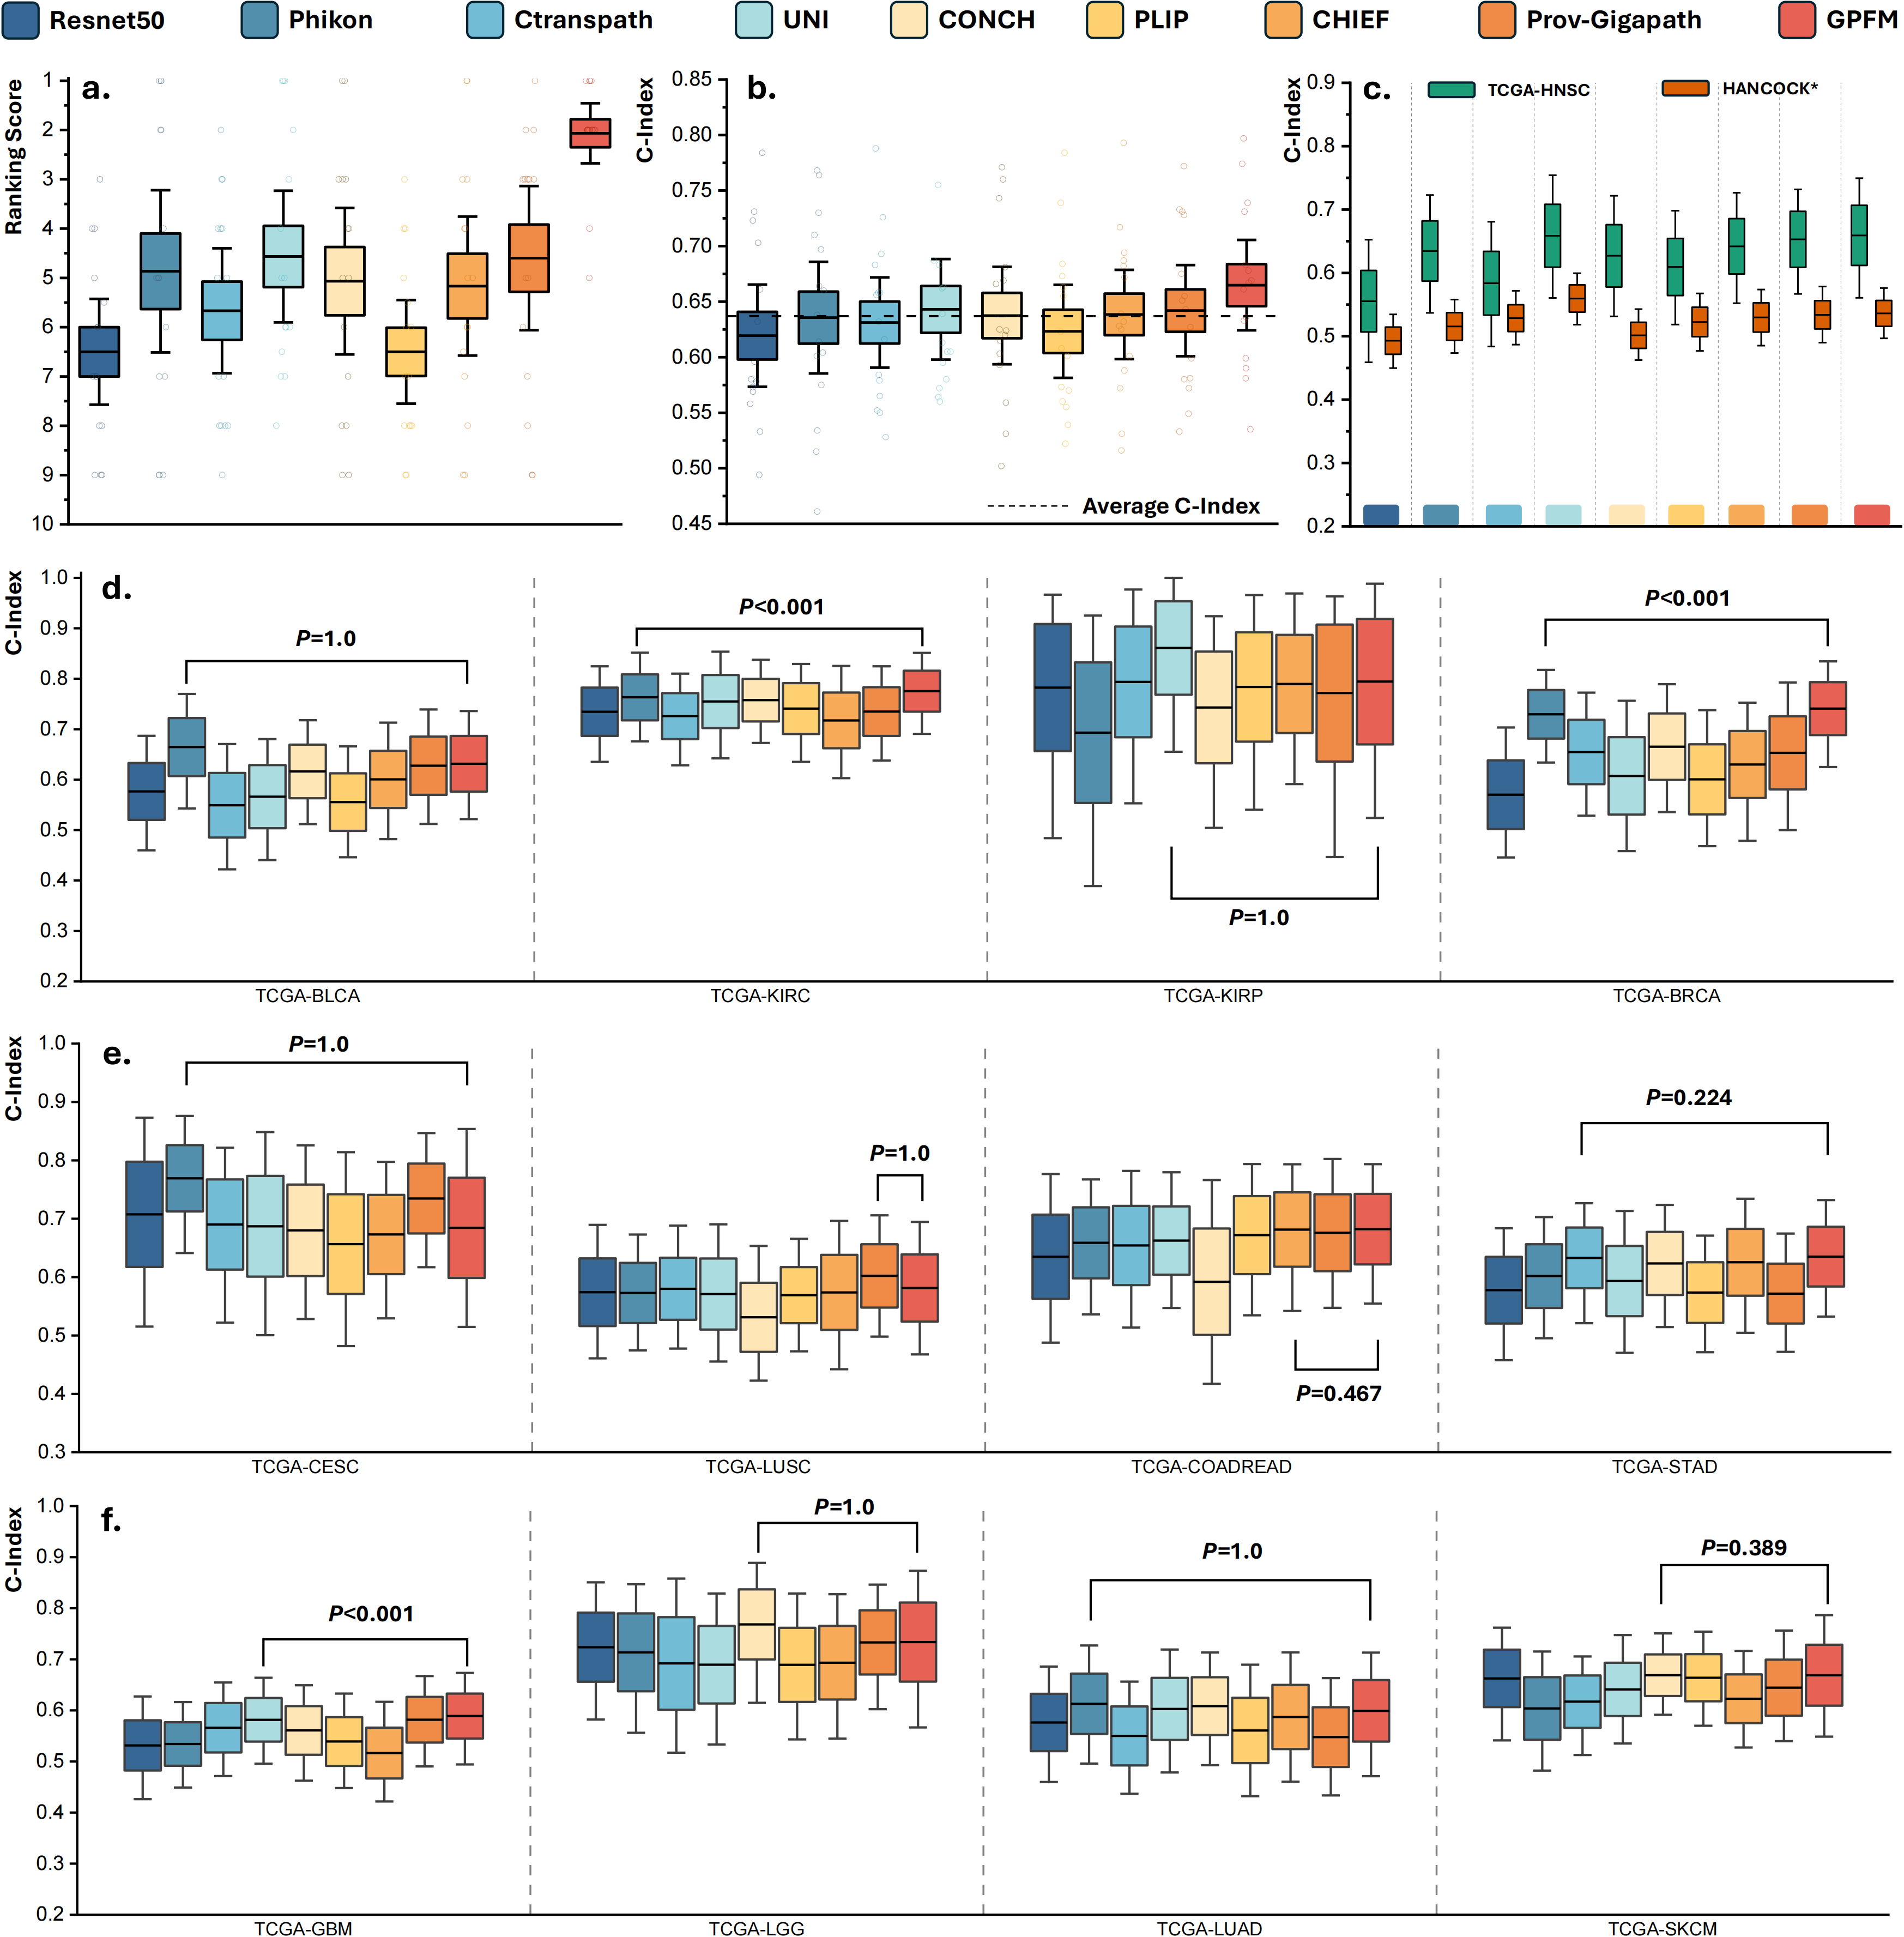 Resnet50 Phikon Ctranspath UNI CONCH PLIP CHIEF Prov-Gigapath GPFM
a.
Ranking Score
1
2
3
4
5
6
7
8
9
10
b.
C-Index
0.85
0.80
0.75
0.70
0.65
0.60
0.55
0.50
0.45
Average C-Index
c.
C-Index
TCGA-HNSC
HANCOCK*
0.9
0.8
0.7
0.6
0.5
0.4
0.3
0.2
d.
C-Index
1.0
0.9
0.8
0.7
0.6
0.5
0.4
0.3
0.2
P=1.0
P<0.001
P=1.0
P<0.001
TCGA-BLCA TCGA-KIRC TCGA-KIRP TCGA-BRCA
e.
C-Index
1.0
0.9
0.8
0.7
0.6
0.5
0.4
0.3
P=1.0
P=1.0
P=0.467
P=0.224
TCGA-CESC TCGA-LUSC TCGA-COADREAD TCGA-STAD
f.
C-Index
1.0
0.9
0.8
0.7
0.6
0.5
0.4
0.3
0.2
P<0.001
P=1.0
P=1.0
P=0.389
TCGA-GBM TCGA-LGG TCGA-LUAD TCGA-SKCM